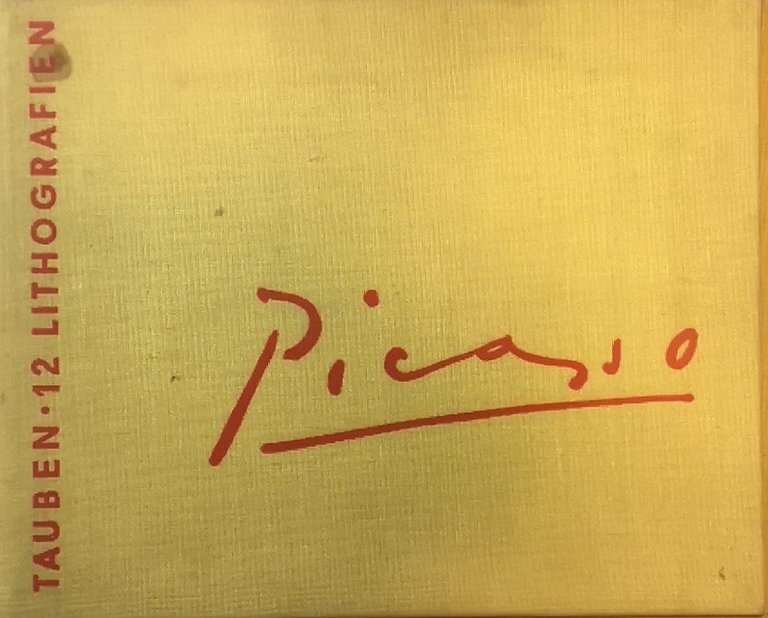 TAUBEN · 12 LITHOGRAFIEN
Picasso